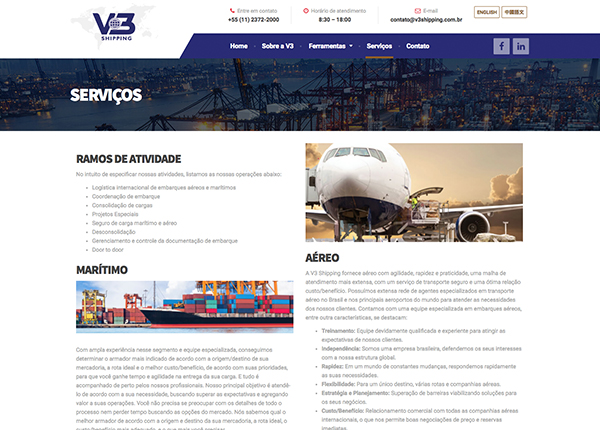 V3
SHIPPING
Entre em contato
+55 (11) 2372-2000
Horário de atendimento
8:30 – 18:00
E-mail
contato@v3shipping.com.br
ENGLISH
Home
Sobre a V3
Ferramentas
Serviços
Contato
f
in
SERVIÇOS
RAMOS DE ATIVIDADE
No intuito de especificar nossas atividades, listamos as nossas operações abaixo:
Logística internacional de embarques aéreos e marítimos
Coordenação de embarque
Consolidação de cargas
Projetos Especiais
Seguro de carga marítimo e aéreo
Desconsolidação
Gerenciamento e controle da documentação de embarque
Door to door
MARÍTIMO
Com ampla experiência nesse segmento e equipe especializada, conseguimos
determinar o armador mais indicado de acordo com a origem/destino de sua
mercadoria, a rota ideal e o melhor custo/benefício, de acordo com suas prioridades,
para que você ganhe tempo e agilidade na entrega da sua carga. E tudo é
acompanhado de perto pelos nossos profissionais. Nosso principal objetivo é atendê-
lo de acordo com a sua necessidade, buscando superar as expectativas e agregando
valor a suas operações. Você não precisa se preocupar com os detalhes de todo o
processo nem perder tempo buscando as opções do mercado. Nós sabemos qual o
melhor armador de acordo com a origem e destino da sua mercadoria, a rota ideal, o
AÉREO
A V3 Shipping fornece aéreo com agilidade, rapidez e praticidade, uma malha de
atendimento mais extensa, com um serviço de transporte seguro e uma ótima relação
custo/benefício. Possuímos extensa rede de agentes especializados em transporte
aéreo no Brasil e nos principais aeroportos do mundo para atender as necessidades
dos nossos clientes. Contamos com uma equipe especializada em embarques aéreos,
entre outra características, se destacam:
Treinamento: Equipe devidamente qualificada e experiente para atingir as
expectativas de nossos clientes.
Independência: Somos uma empresa brasileira, defendemos os seus interesses
com a nossa estrutura global.
Rapidez: Em um mundo de constantes mudanças, respondemos rapidamente
as suas necessidades.
Flexibilidade: Para um único destino, várias rotas e companhias aéreas.
Estratégia e Planejamento: Superação de barreiras viabilizando soluções para
os seus negócios.
Custo/Benefício: Relacionamento comercial com todas as companhias aéreas
internacionais, o que nos permite boas negociações de preço e reservas
imediatas.